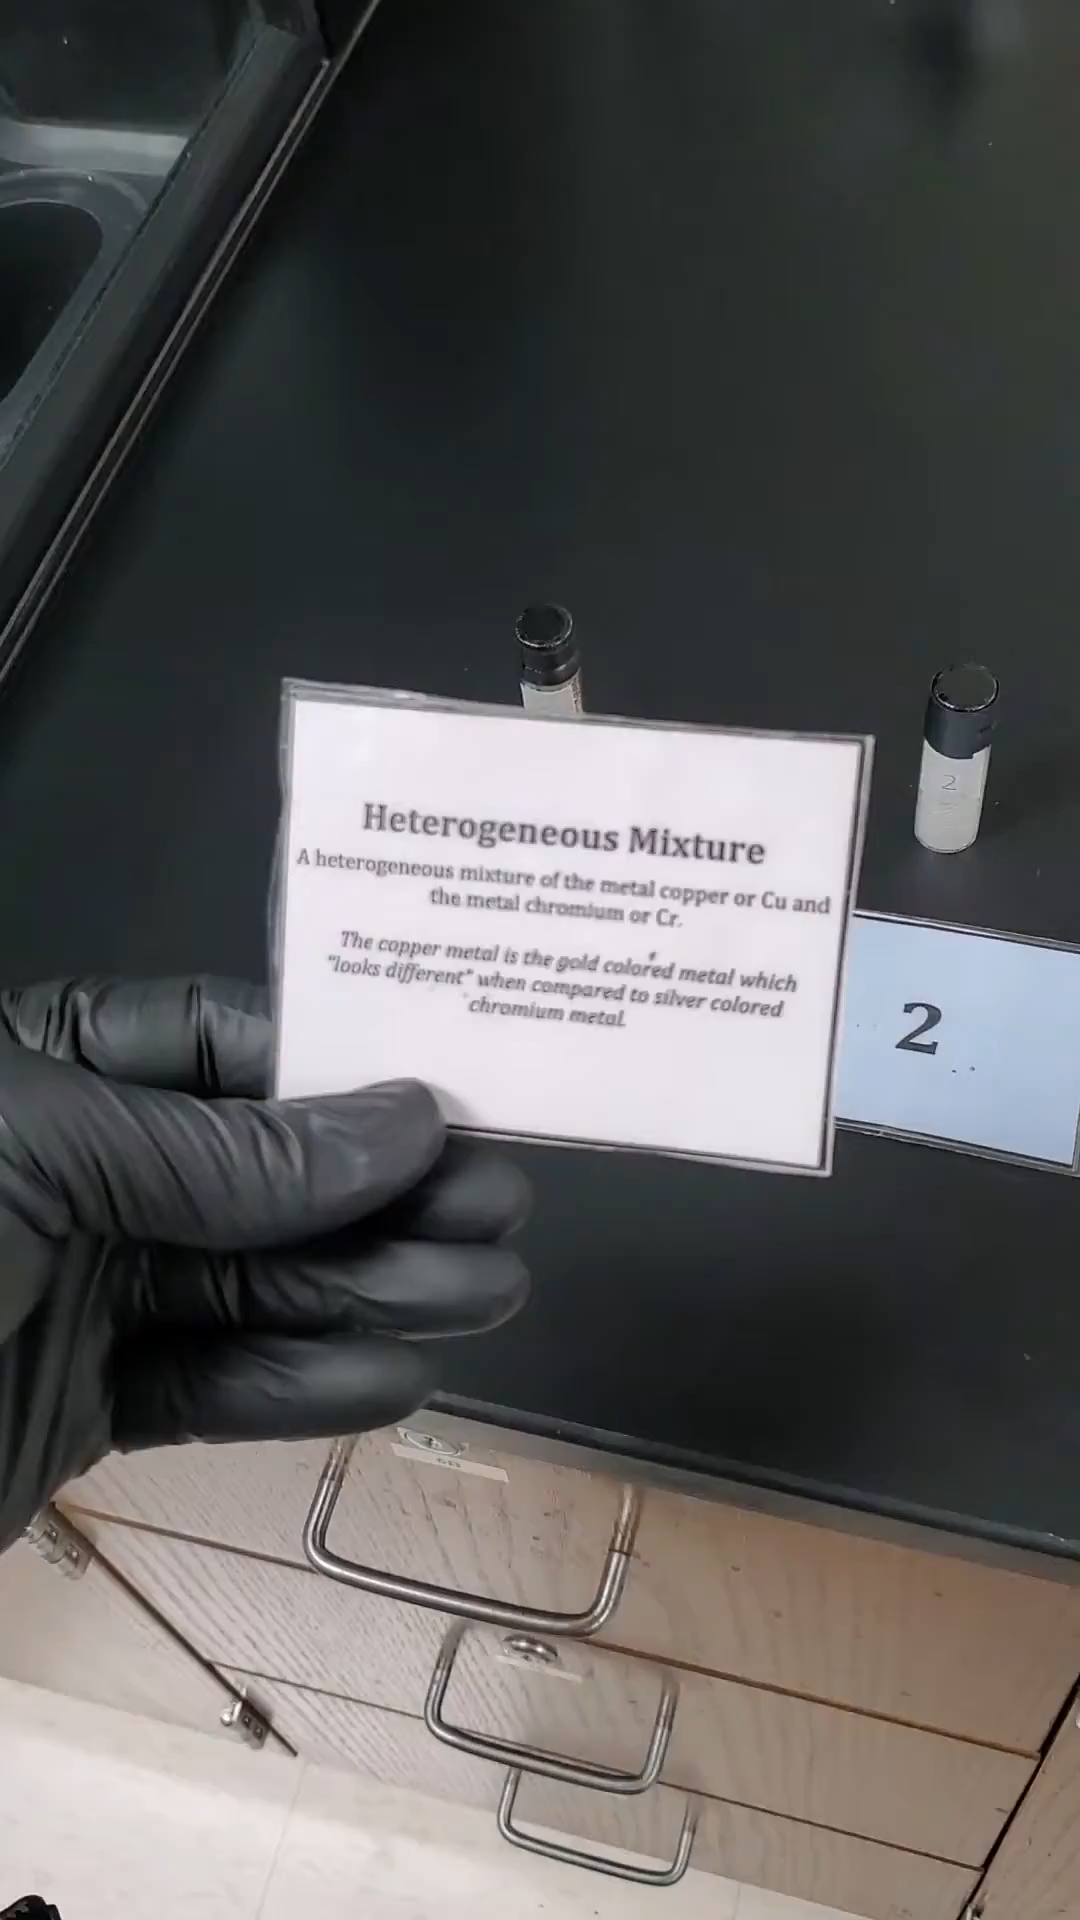 2
Heterogeneous Mixture
A heterogeneous mixture of the metal copper or Cu and
the metal chromium or Cr.
The copper metal is the gold colored metal which
"looks different" when compared to silver colored
chromium metal.
2